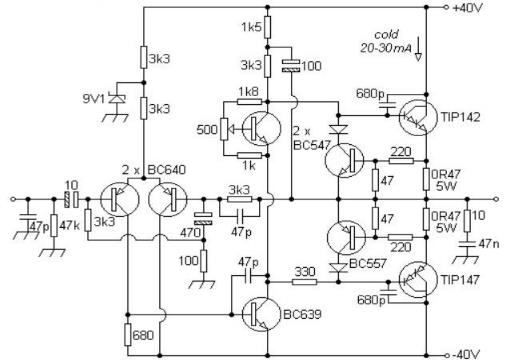 +40V
1k5
cold
20-30mA
3k3
3k3
100
680p
9V1
3k3
1k8
TIP142
500
2 x
BC547
1k
220
0R47
5W
2 x BC640
47
10
3k3
47
0R47
5W
10
47p
47k
3k3
470
47p
220
47n
BC557
100
47p
330
TIP147
680p
BC639
680
-40V